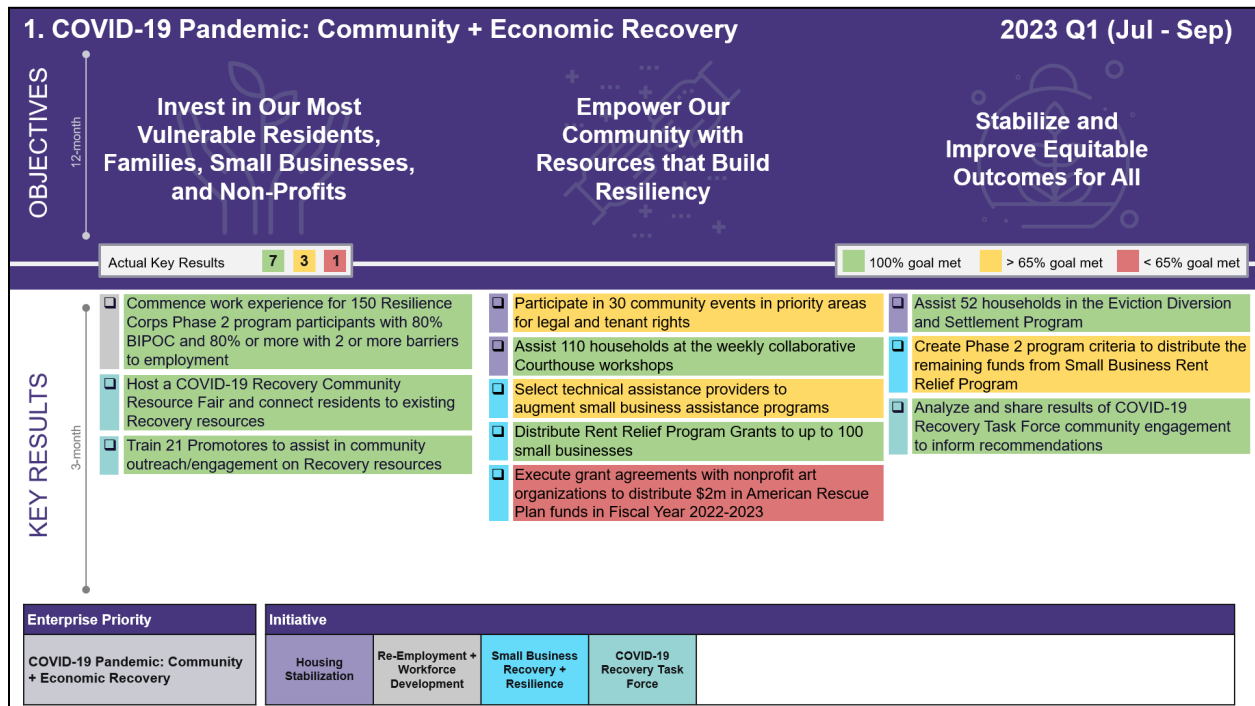 1. COVID-19 Pandemic: Community + Economic Recovery
2023 Q1 (Jul - Sep)
OBJECTIVES
12-month
Invest in Our Most
Vulnerable Residents,
Families, Small Businesses,
and Non-Profits
Empower Our
Community with
Resources that Build
Resiliency
Stabilize and
Improve Equitable
Outcomes for All
Actual Key Results 7 3 1
100% goal met > 65% goal met < 65% goal met
KEY RESULTS
3-month
Commence work experience for 150 Resilience
Corps Phase 2 program participants with 80%
BIPOC and 80% or more with 2 or more barriers
to employment
Host a COVID-19 Recovery Community
Resource Fair and connect residents to existing
Recovery resources
Train 21 Promotores to assist in community
outreach/engagement on Recovery resources
Participate in 30 community events in priority areas
for legal and tenant rights
Assist 110 households at the weekly collaborative
Courthouse workshops
Select technical assistance providers to
augment small business assistance programs
Distribute Rent Relief Program Grants to up to 100
small businesses
Execute grant agreements with nonprofit art
organizations to distribute $2m in American Rescue
Plan funds in Fiscal Year 2022-2023
Assist 52 households in the Eviction Diversion
and Settlement Program
Create Phase 2 program criteria to distribute the
remaining funds from Small Business Rent
Relief Program
Analyze and share results of COVID-19
Recovery Task Force community engagement
to inform recommendations
Enterprise Priority
COVID-19 Pandemic: Community
+ Economic Recovery
Initiative
Housing
Stabilization
Re-Employment +
Workforce
Development
Small Business
Recovery +
Resilience
COVID-19
Recovery Task
Force